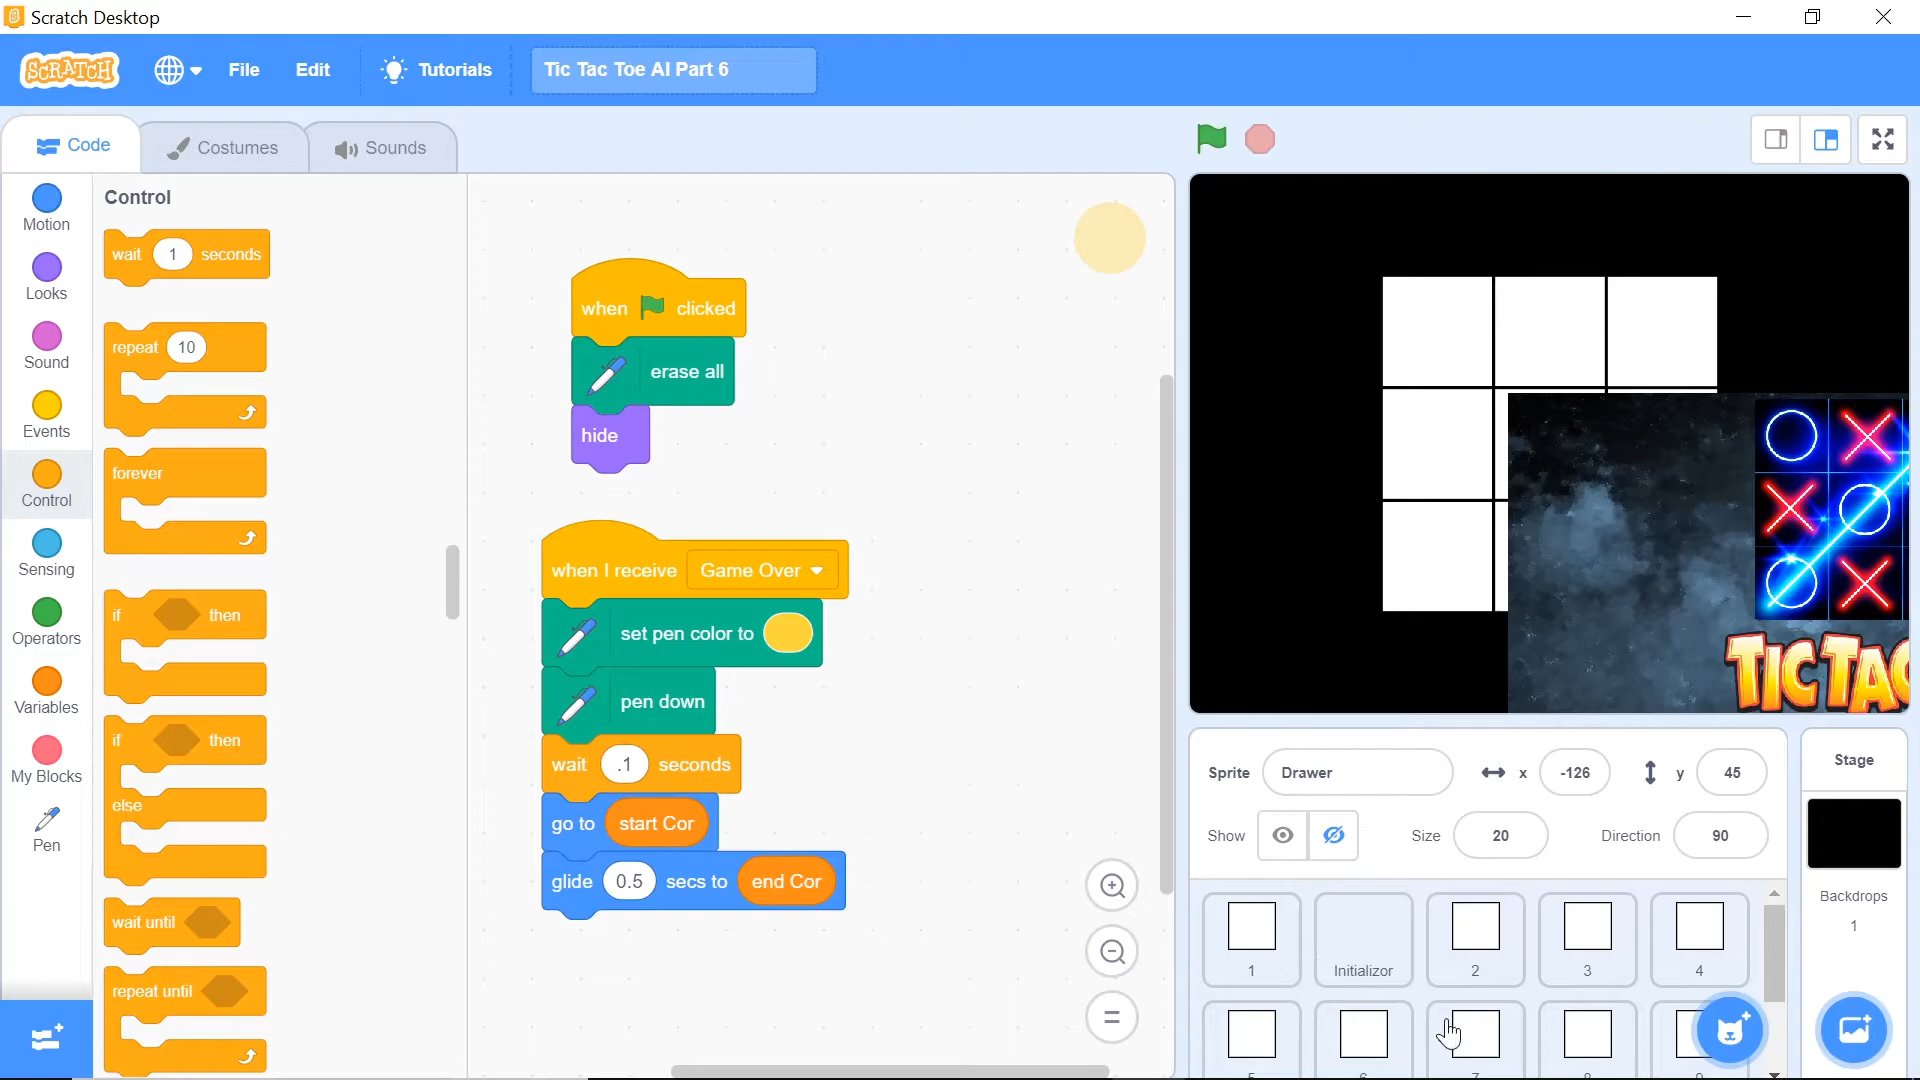 Scratch Desktop
SCRATCH
File
Edit
Tutorials
Tic Tac Toe AI Part 6
Code
Costumes
Sounds
Motion
Looks
Sound
Events
Control
Sensing
Operators
Variables
My Blocks
Pen
Control
wait 1 seconds
repeat 10
forever
if then
if then
else
wait until
repeat until
when clicked
erase all
hide
when I receive Game Over
set pen color to
pen down
wait .1 seconds
go to start Cor
glide 0.5 secs to end Cor
TIC TAC
Sprite Drawer x -126 y 45
Show Size 20 Direction 90
1
Initializor
2
3
4
Stage
Backdrops
1